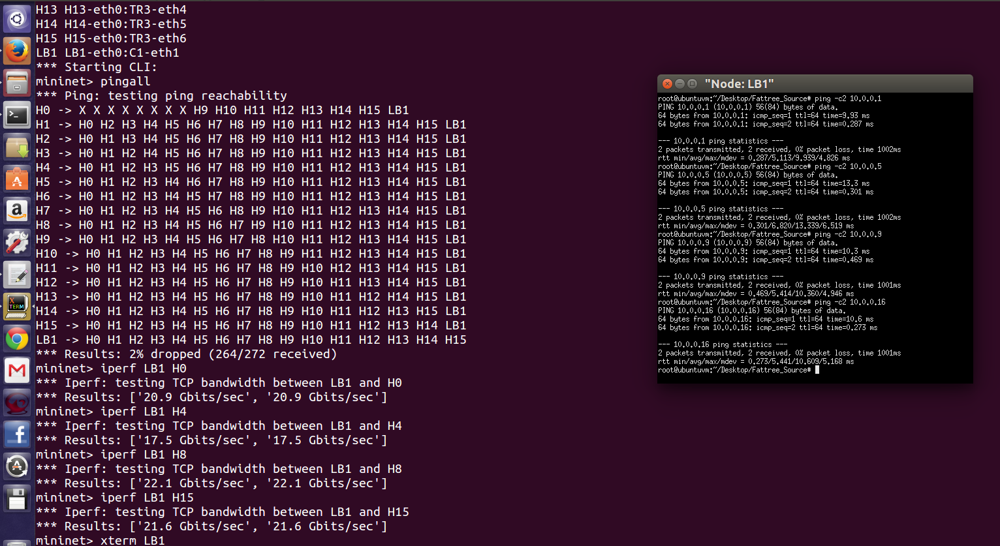 H13 H13-eth0:TR3-eth4
H14 H14-eth0:TR3-eth5
H15 H15-eth0:TR3-eth6
LB1 LB1-eth0:C1-eth1
*** Starting CLI:
mininet> pingall
*** Ping: testing ping reachability
H0 -> X X X X X X X X H9 H10 H11 H12 H13 H14 H15 LB1
H1 -> H0 H2 H3 H4 H5 H6 H7 H8 H9 H10 H11 H12 H13 H14 H15 LB1
H2 -> H0 H1 H3 H4 H5 H6 H7 H8 H9 H10 H11 H12 H13 H14 H15 LB1
H3 -> H0 H1 H2 H4 H5 H6 H7 H8 H9 H10 H11 H12 H13 H14 H15 LB1
H4 -> H0 H1 H2 H3 H5 H6 H7 H8 H9 H10 H11 H12 H13 H14 H15 LB1
H5 -> H0 H1 H2 H3 H4 H6 H7 H8 H9 H10 H11 H12 H13 H14 H15 LB1
H6 -> H0 H1 H2 H3 H4 H5 H7 H8 H9 H10 H11 H12 H13 H14 H15 LB1
H7 -> H0 H1 H2 H3 H4 H5 H6 H8 H9 H10 H11 H12 H13 H14 H15 LB1
H8 -> H0 H1 H2 H3 H4 H5 H6 H7 H9 H10 H11 H12 H13 H14 H15 LB1
H9 -> H0 H1 H2 H3 H4 H5 H6 H7 H8 H10 H11 H12 H13 H14 H15 LB1
H10 -> H0 H1 H2 H3 H4 H5 H6 H7 H8 H9 H11 H12 H13 H14 H15 LB1
H11 -> H0 H1 H2 H3 H4 H5 H6 H7 H8 H9 H10 H12 H13 H14 H15 LB1
H12 -> H0 H1 H2 H3 H4 H5 H6 H7 H8 H9 H10 H11 H13 H14 H15 LB1
H13 -> H0 H1 H2 H3 H4 H5 H6 H7 H8 H9 H10 H11 H12 H14 H15 LB1
H14 -> H0 H1 H2 H3 H4 H5 H6 H7 H8 H9 H10 H11 H12 H13 H15 LB1
H15 -> H0 H1 H2 H3 H4 H5 H6 H7 H8 H9 H10 H11 H12 H13 H14 LB1
LB1 -> H0 H1 H2 H3 H4 H5 H6 H7 H8 H9 H10 H11 H12 H13 H14 H15
*** Results: 2% dropped (264/272 received)
mininet> iperf LB1 H0
*** Iperf: testing TCP bandwidth between LB1 and H0
*** Results: ['20.9 Gbits/sec', '20.9 Gbits/sec']
mininet> iperf LB1 H4
*** Iperf: testing TCP bandwidth between LB1 and H4
*** Results: ['17.5 Gbits/sec', '17.5 Gbits/sec']
mininet> iperf LB1 H8
*** Iperf: testing TCP bandwidth between LB1 and H8
*** Results: ['22.1 Gbits/sec', '22.1 Gbits/sec']
mininet> iperf LB1 H15
*** Iperf: testing TCP bandwidth between LB1 and H15
*** Results: ['21.6 Gbits/sec', '21.6 Gbits/sec']
mininet> xterm LB1
"Node: LB1"
root@ubuntuvm:~/Desktop/Fattree_Source# ping -c2 10.0.0.1
PING 10.0.0.1 (10.0.0.1) 56(84) bytes of data.
64 bytes from 10.0.0.1: icmp_seq=1 ttl=64 time=9.93 ms
64 bytes from 10.0.0.1: icmp_seq=2 ttl=64 time=0.287 ms
--- 10.0.0.1 ping statistics ---
2 packets transmitted, 2 received, 0% packet loss, time 1002ms
rtt min/avg/max/mdev = 0.287/5.113/9.939/4.826 ms
root@ubuntuvm:~/Desktop/Fattree_Source# ping -c2 10.0.0.5
PING 10.0.0.5 (10.0.0.5) 56(84) bytes of data.
64 bytes from 10.0.0.5: icmp_seq=1 ttl=64 time=13.3 ms
64 bytes from 10.0.0.5: icmp_seq=2 ttl=64 time=0.301 ms
--- 10.0.0.5 ping statistics ---
2 packets transmitted, 2 received, 0% packet loss, time 1002ms
rtt min/avg/max/mdev = 0.301/6.820/13.339/6.519 ms
root@ubuntuvm:~/Desktop/Fattree_Source# ping -c2 10.0.0.9
PING 10.0.0.9 (10.0.0.9) 56(84) bytes of data.
64 bytes from 10.0.0.9: icmp_seq=1 ttl=64 time=10.3 ms
64 bytes from 10.0.0.9: icmp_seq=2 ttl=64 time=0.469 ms
--- 10.0.0.9 ping statistics ---
2 packets transmitted, 2 received, 0% packet loss, time 1001ms
rtt min/avg/max/mdev = 0.469/5.414/10.360/4.946 ms
root@ubuntuvm:~/Desktop/Fattree_Source# ping -c2 10.0.0.16
PING 10.0.0.16 (10.0.0.16) 56(84) bytes of data.
64 bytes from 10.0.0.16: icmp_seq=1 ttl=64 time=10.6 ms
64 bytes from 10.0.0.16: icmp_seq=2 ttl=64 time=0.273 ms
--- 10.0.0.16 ping statistics ---
2 packets transmitted, 2 received, 0% packet loss, time 1001ms
rtt min/avg/max/mdev = 0.273/5.441/10.609/5.168 ms
root@ubuntuvm:~/Desktop/Fattree_Source#
X
TERM